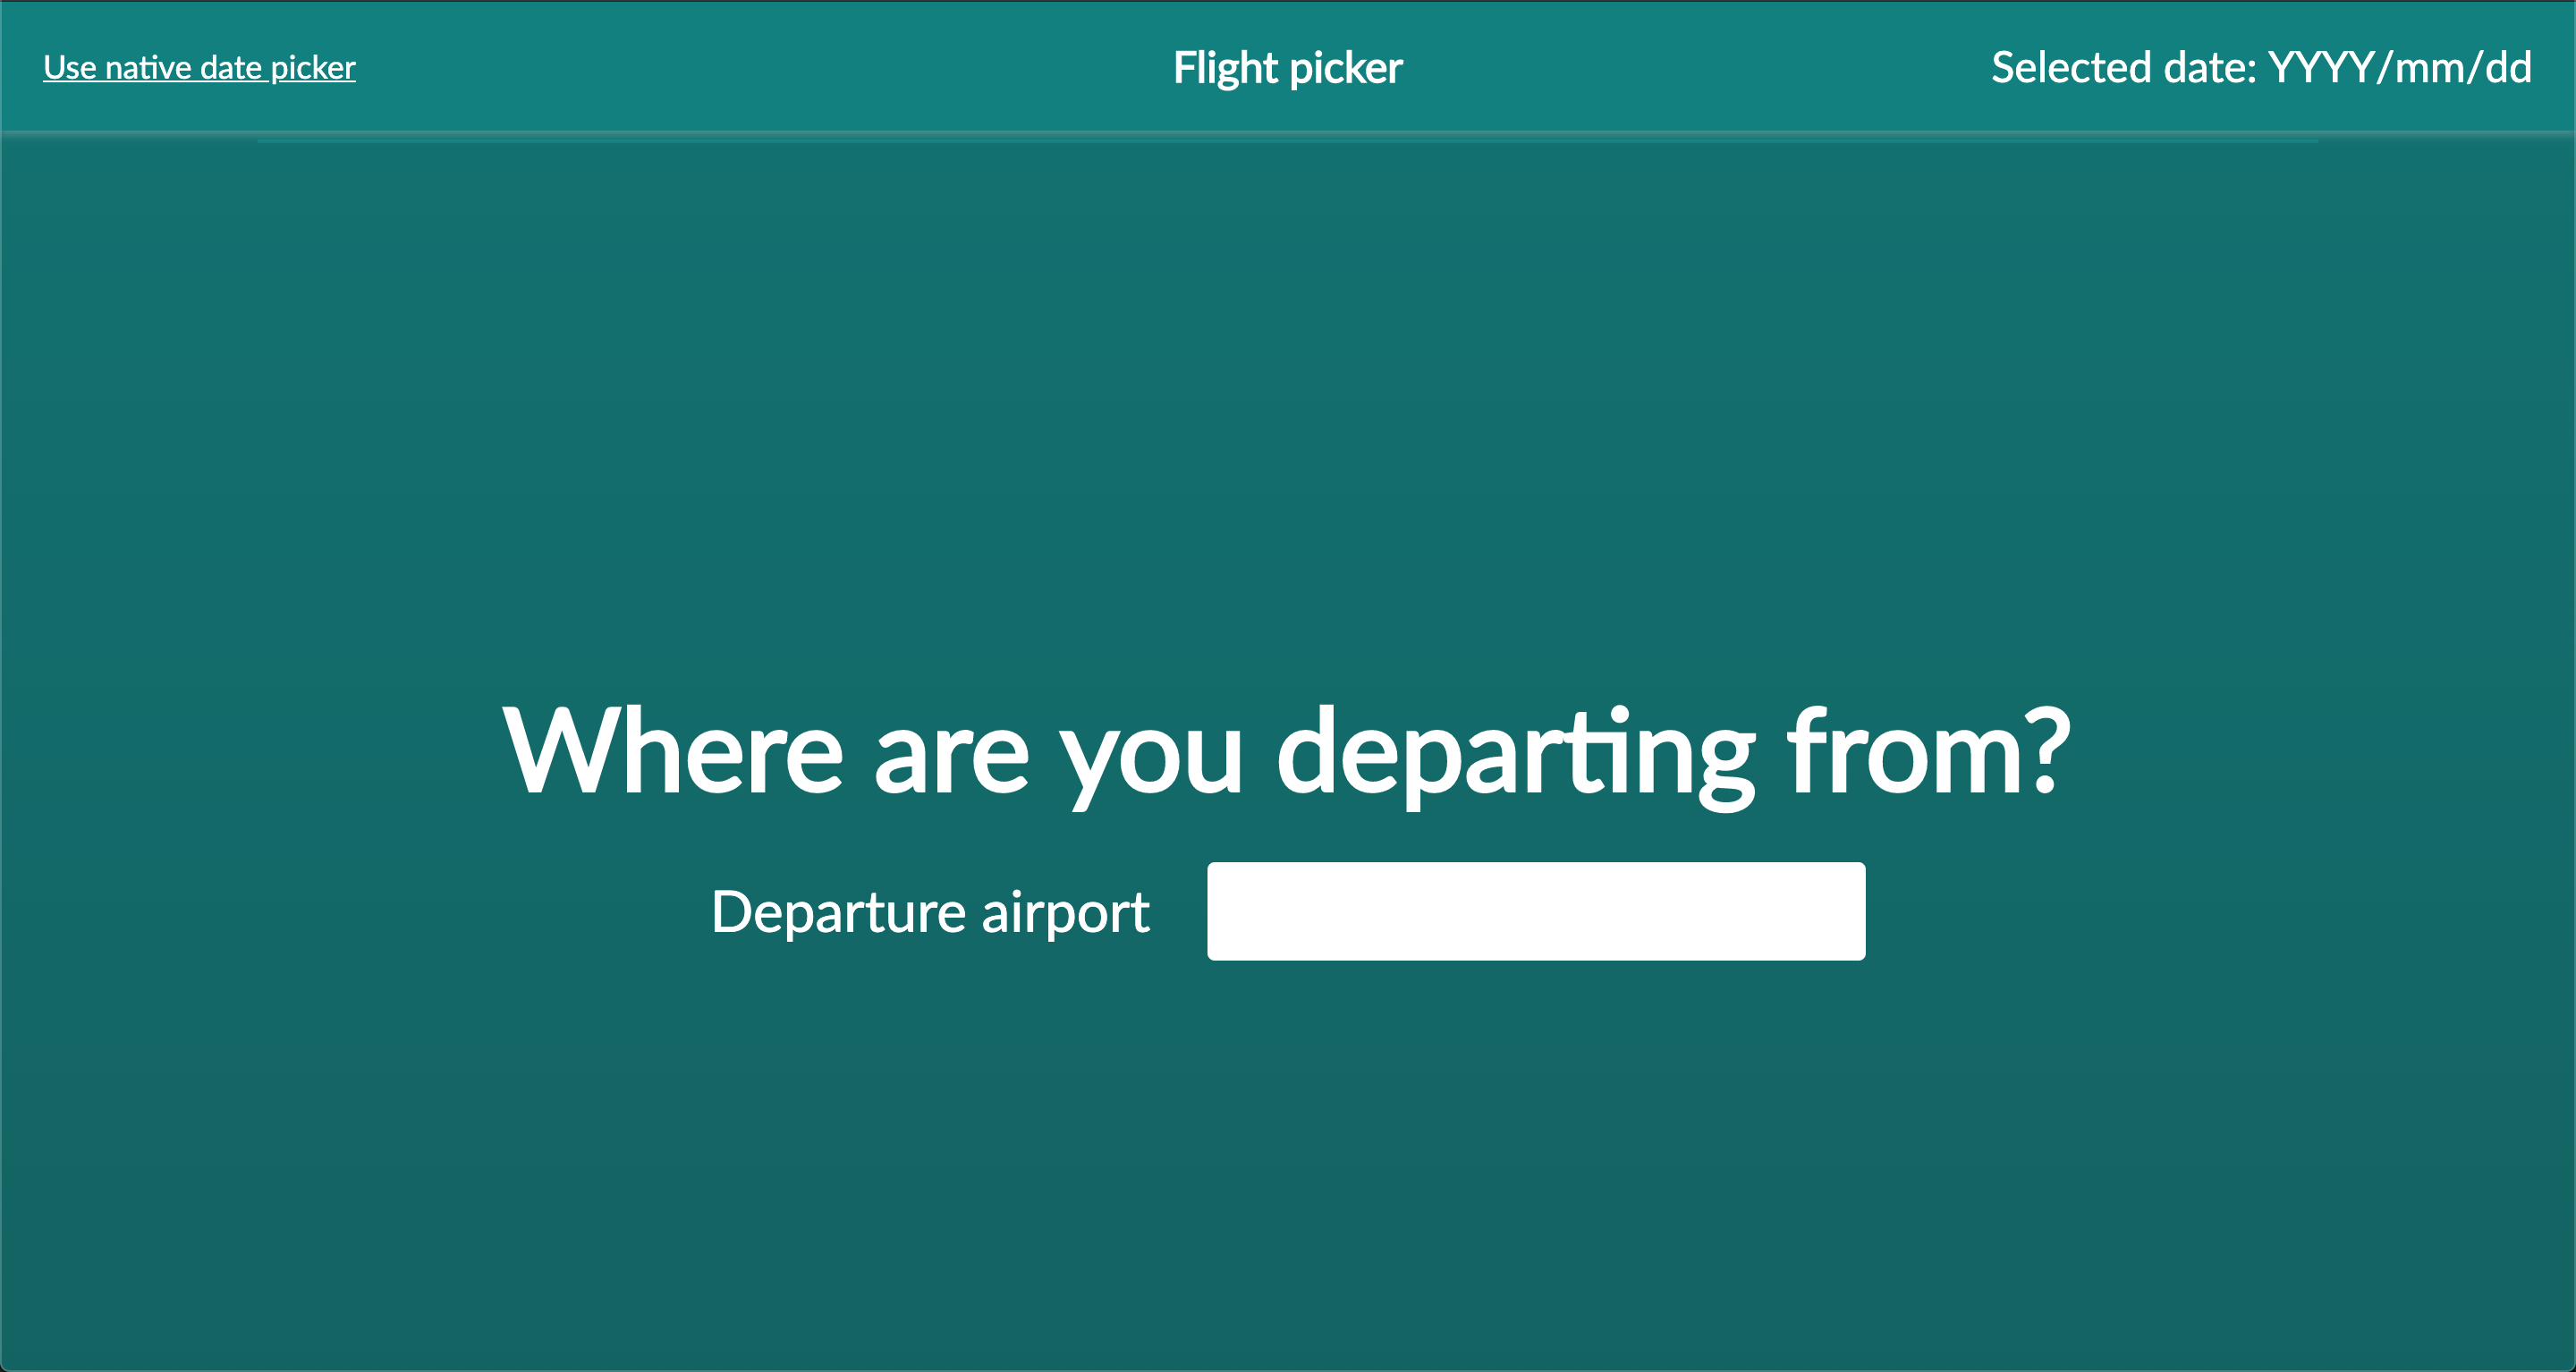 Use native date picker
Flight picker
Selected date: YYYY/mm/dd
Where are you departing from?
Departure airport